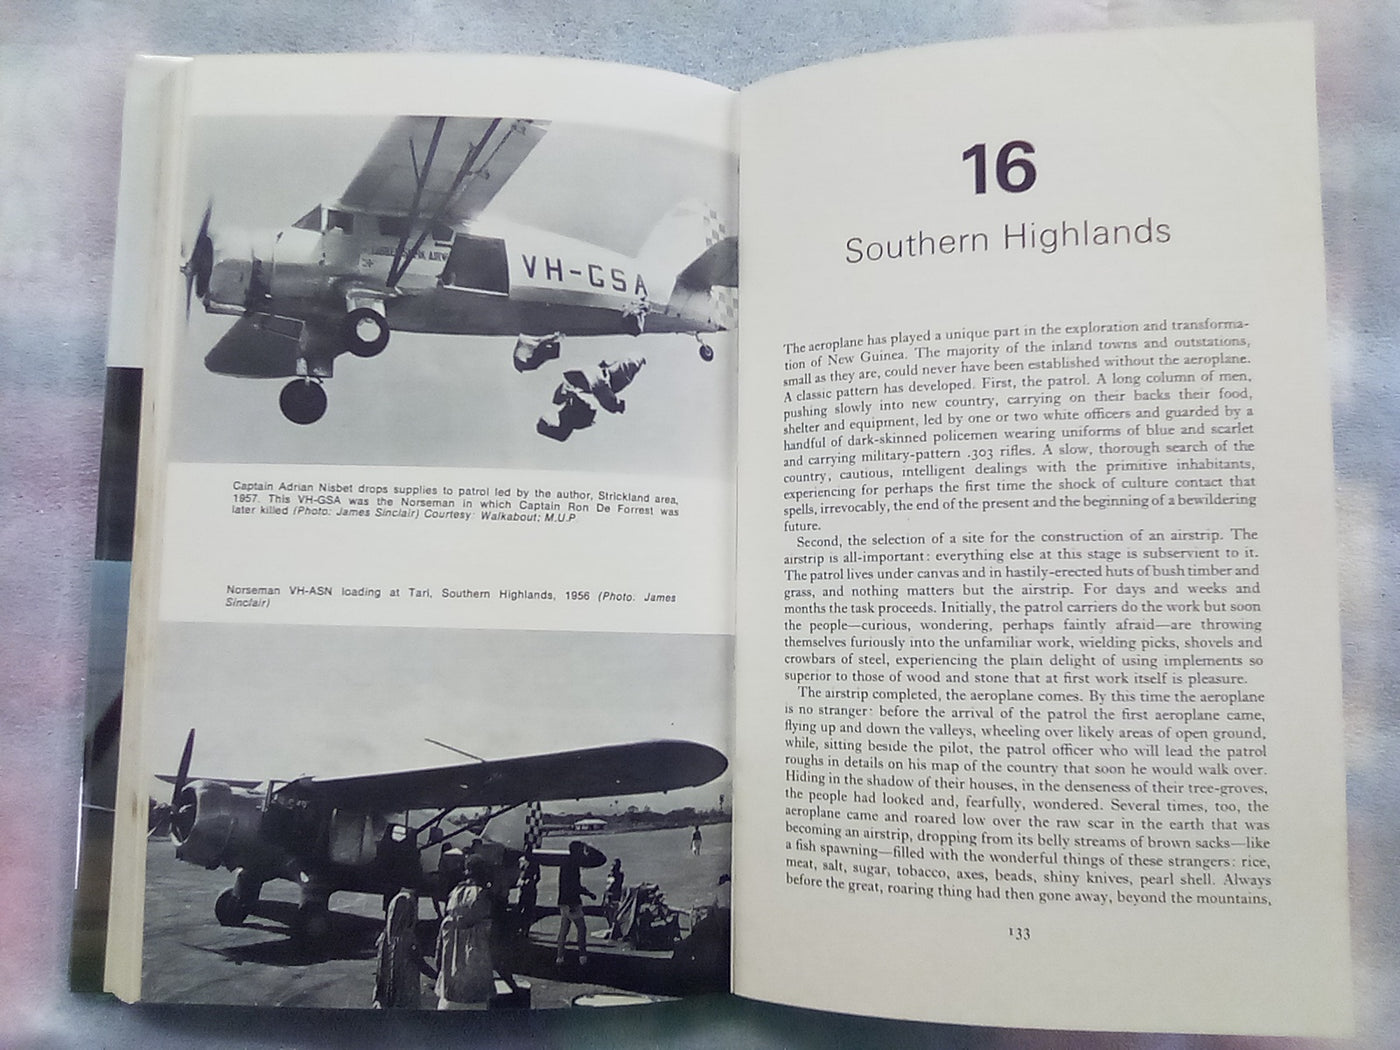 VH-GSA
Captain Adrian Nisbet drops supplies to patrol led by the author, Strickland area,
1957. This VH-GSA was the Norseman in which Captain Ron De Forrest was
later killed (Photo: James Sinclair) Courtesy: Walkabout; M.U.P.
Norseman VH-ASN loading at Tari, Southern Highlands, 1956 (Photo: James
Sinclair)
16
Southern Highlands
The aeroplane has played a unique part in the exploration and transforma-
tion of New Guinea. The majority of the inland towns and outstations,
small as they are, could never have been established without the aeroplane.
A classic pattern has developed. First, the patrol. A long column of men,
pushing slowly into new country, carrying on their backs their food,
shelter and equipment, led by one or two white officers and guarded by a
handful of dark-skinned policemen wearing uniforms of blue and scarlet
and carrying military-pattern .303 rifles. A slow, thorough search of the
country, cautious, intelligent dealings with the primitive inhabitants,
experiencing for perhaps the first time the shock of culture contact that
spells, irrevocably, the end of the present and the beginning of a bewildering
future.
Second, the selection of a site for the construction of an airstrip. The
airstrip is all-important: everything else at this stage is subservient to it.
The patrol lives under canvas and in hastily-erected huts of bush timber and
grass, and nothing matters but the airstrip. For days and weeks and
months the task proceeds. Initially, the patrol carriers do the work but soon
the people—curious, wondering, perhaps faintly afraid—are throwing
themselves furiously into the unfamiliar work, wielding picks, shovels and
crowbars of steel, experiencing the plain delight of using implements so
superior to those of wood and stone that at first work itself is pleasure.
The airstrip completed, the aeroplane comes. By this time the aeroplane
is no stranger: before the arrival of the patrol the first aeroplane came,
flying up and down the valleys, wheeling over likely areas of open ground,
while, sitting beside the pilot, the patrol officer who will lead the patrol
roughs in details on his map of the country that soon he would walk over.
Hiding in the shadow of their houses, in the denseness of their tree-groves,
the people had looked and, fearfully, wondered. Several times, too, the
aeroplane came and roared low over the raw scar in the earth that was
becoming an airstrip, dropping from its belly streams of brown sacks—like
a fish spawning—filled with the wonderful things of these strangers: rice,
meat, salt, sugar, tobacco, axes, beads, shiny knives, pearl shell. Always
before the great, roaring thing had then gone away, beyond the mountains,
133